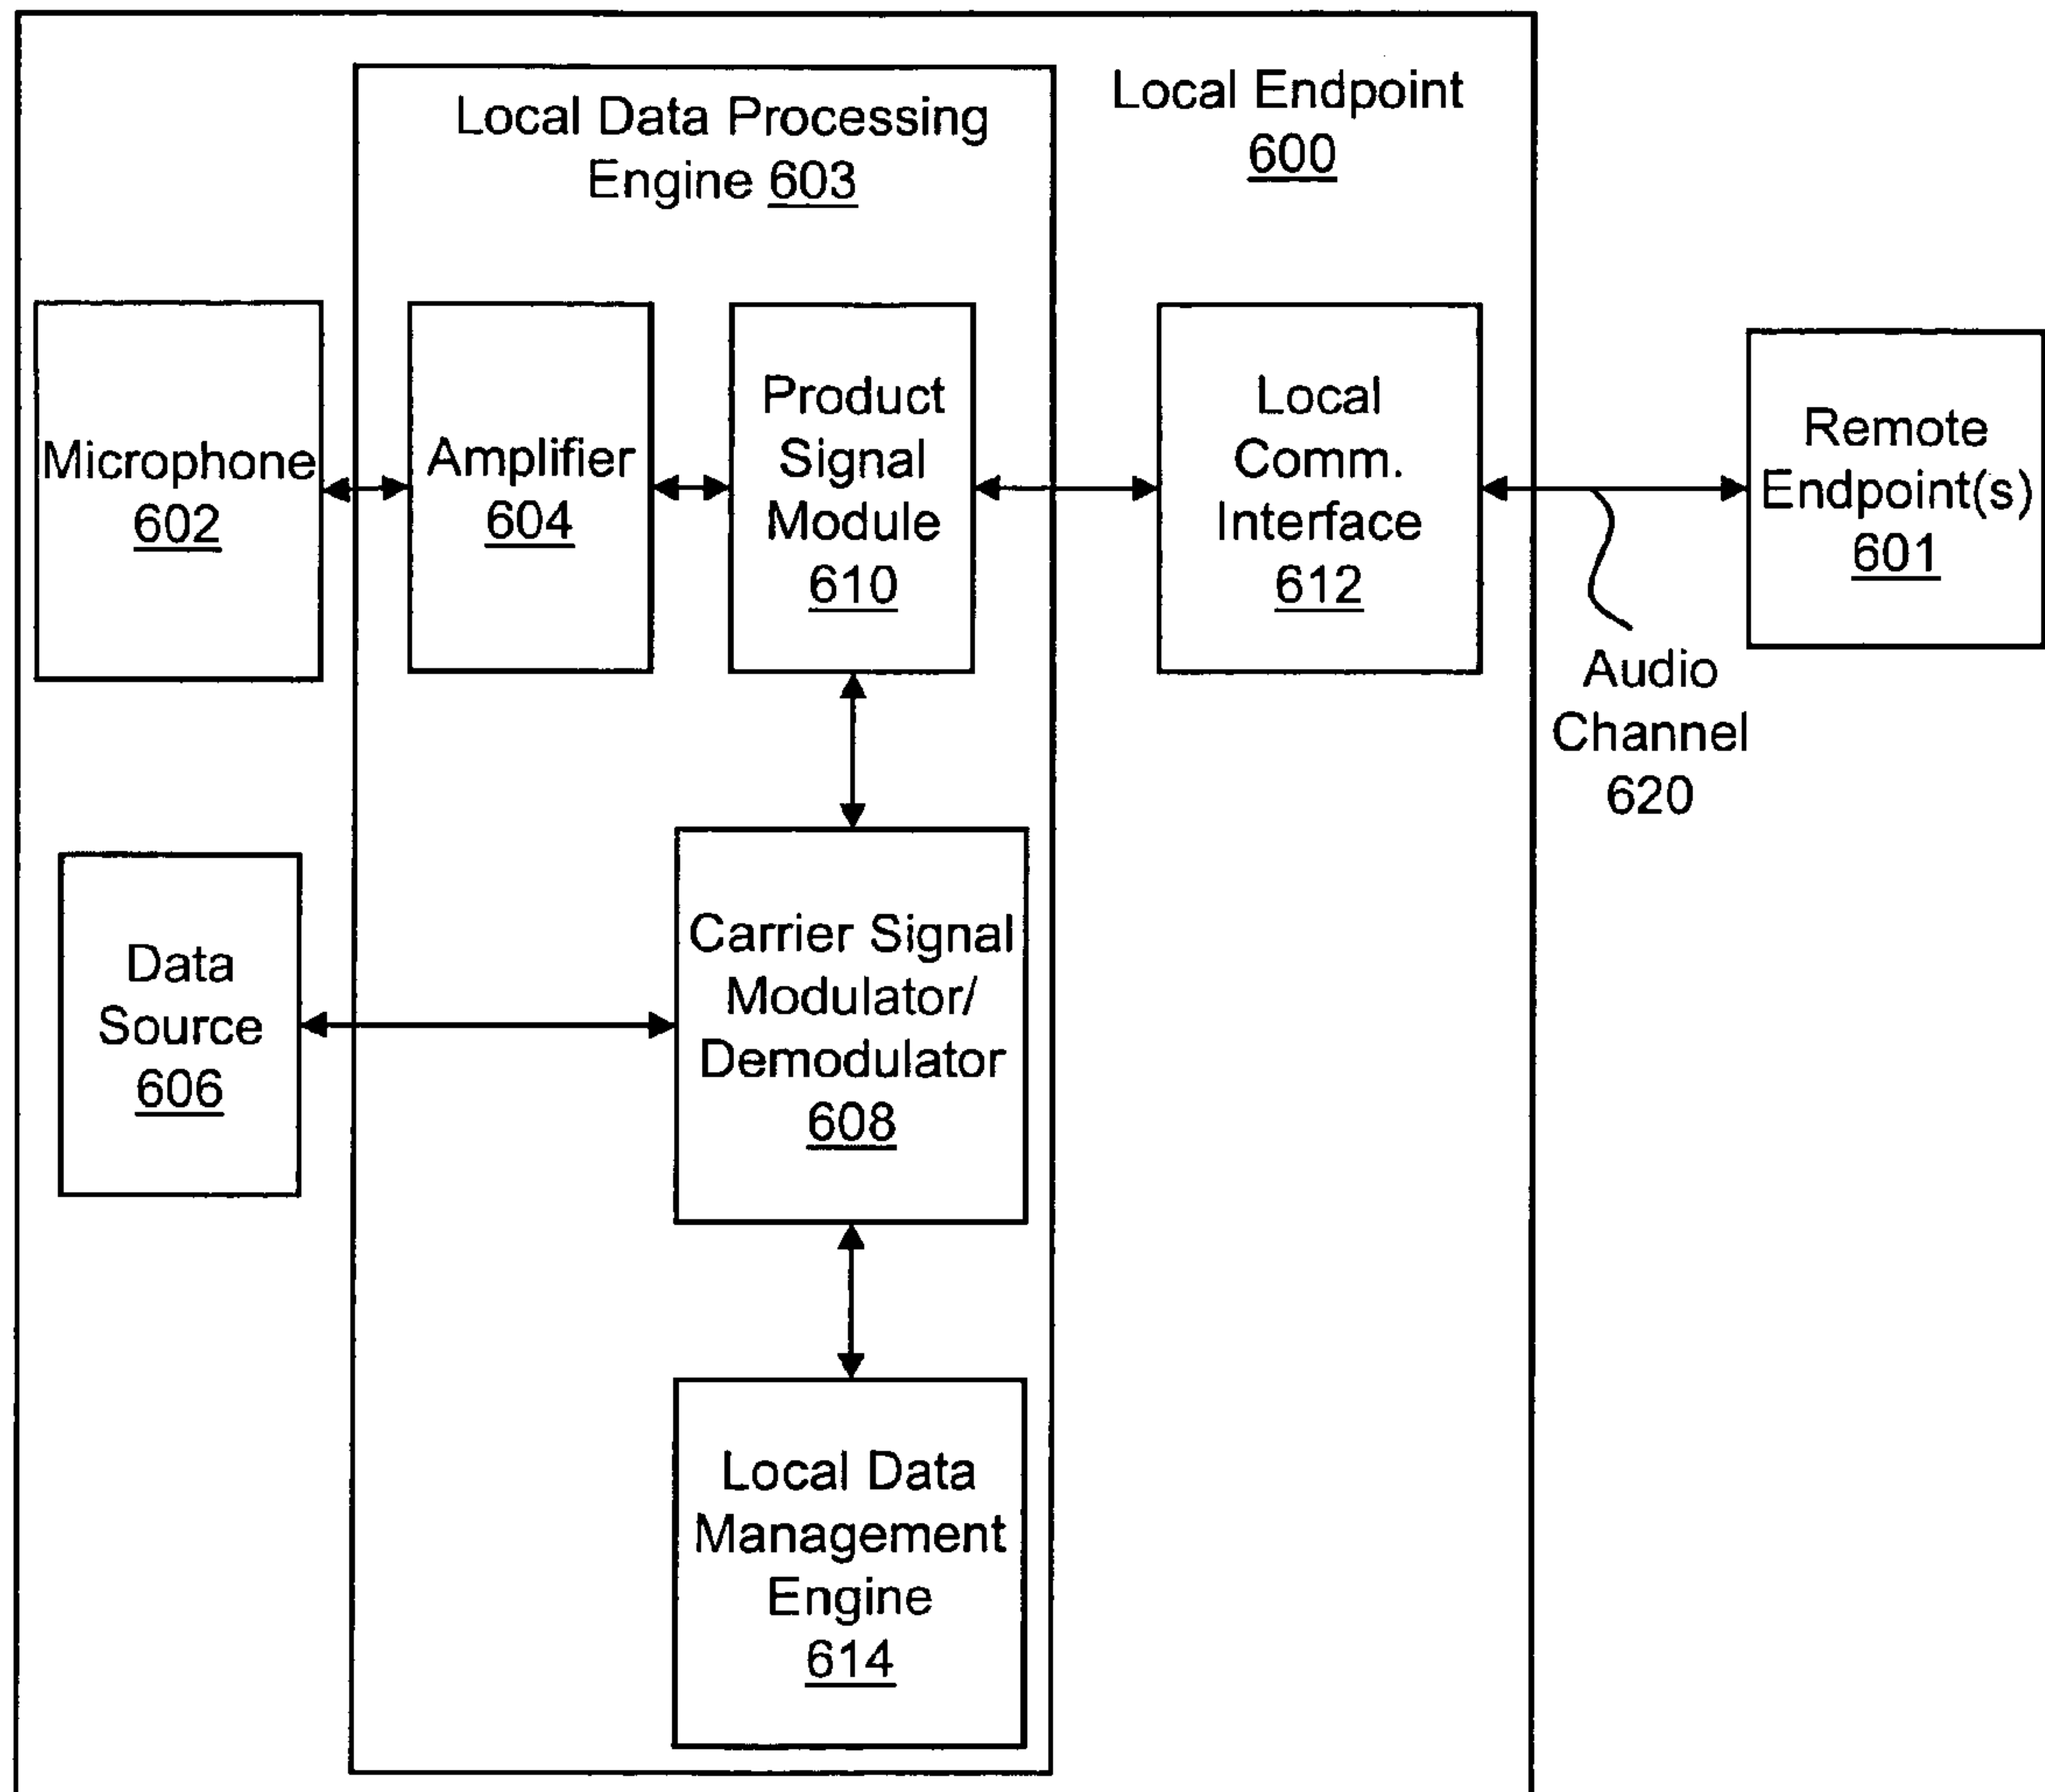 Local Data Processing
Engine 603
Local Endpoint
600
Microphone
602
Amplifier
604
Product
Signal
Module
610
Local
Comm.
Interface
612
Remote
Endpoint(s)
601
Audio
Channel
620
Data
Source
606
Carrier Signal
Modulator/
Demodulator
608
Local Data
Management
Engine
614